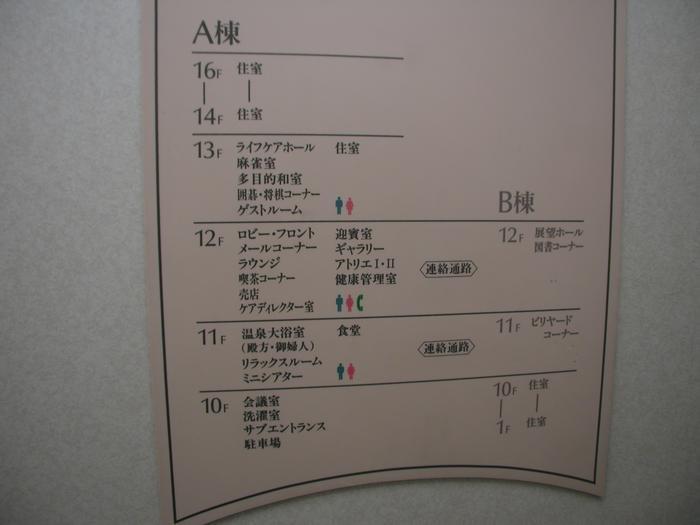 A棟
16F 住室
14F 住室
13F ライフケアホール 住室
麻雀室
多目的和室
囲碁・将棋コーナー
ゲストルーム
12F ロビー・フロント 迎賓室
メールコーナー ギャラリー
ラウンジ アトリエI・II
喫茶コーナー 健康管理室
売店
ケアディレクター室
連絡通路
11F 温泉大浴室 食堂
(殿方・御婦人)
リラックスルーム
ミニシアター
連絡通路
10F 会議室
洗濯室
サブエントランス
駐車場
B棟
12F 展望ホール
図書コーナー
11F ビリヤード
コーナー
10F 住室
1F 住室